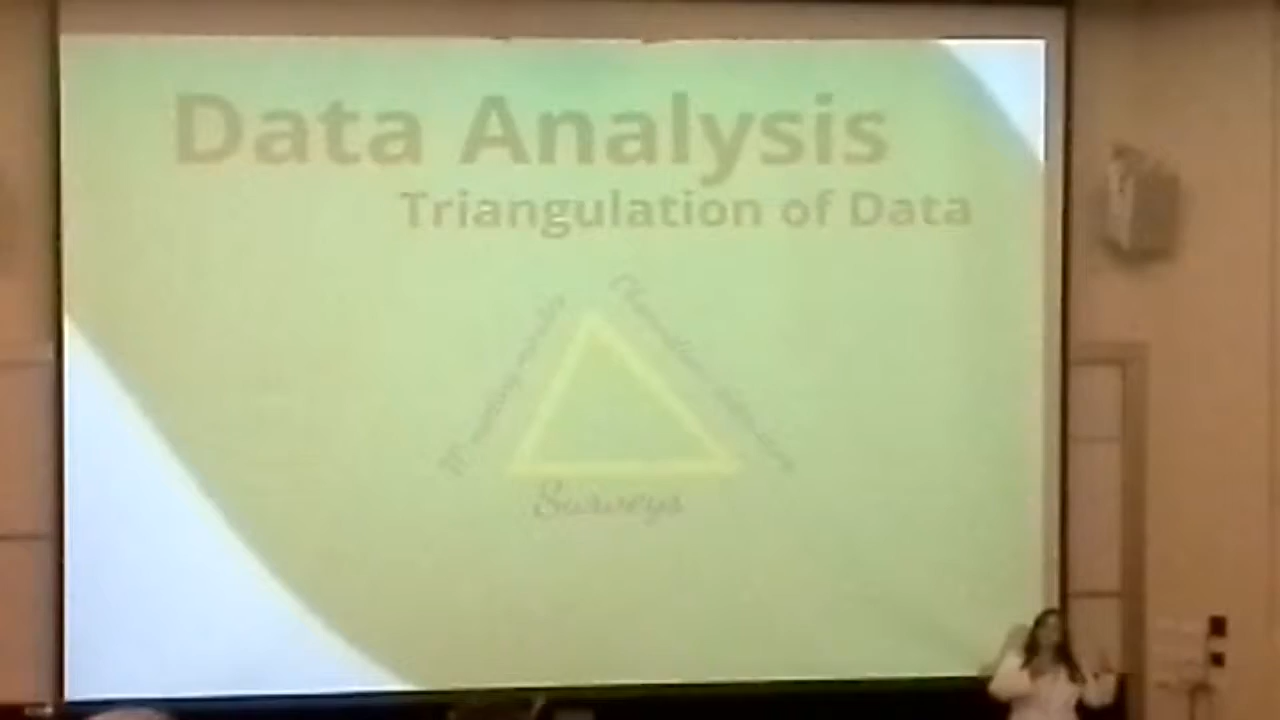 Data Analysis
Triangulation of Data
Surveys